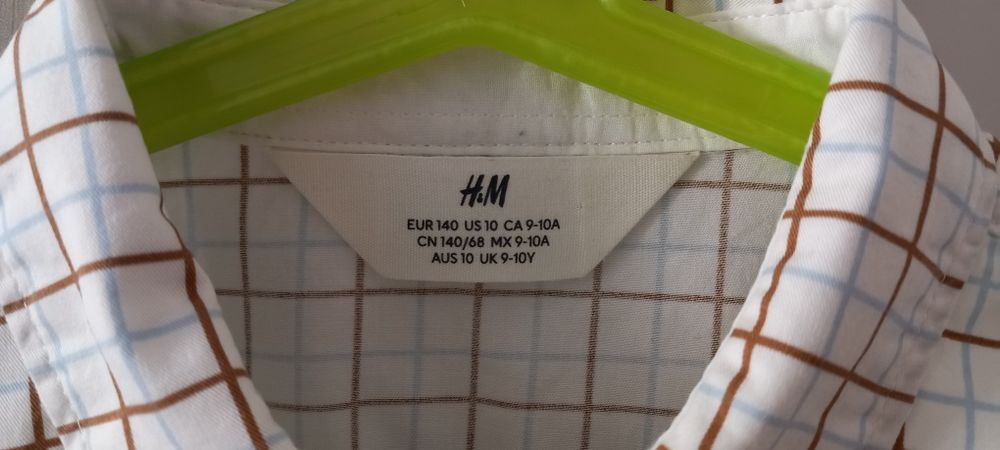 H&M
EUR 140 US 10 CA 9-10A
CN 140/68 MX 9-10A
AUS 10 UK 9-10Y